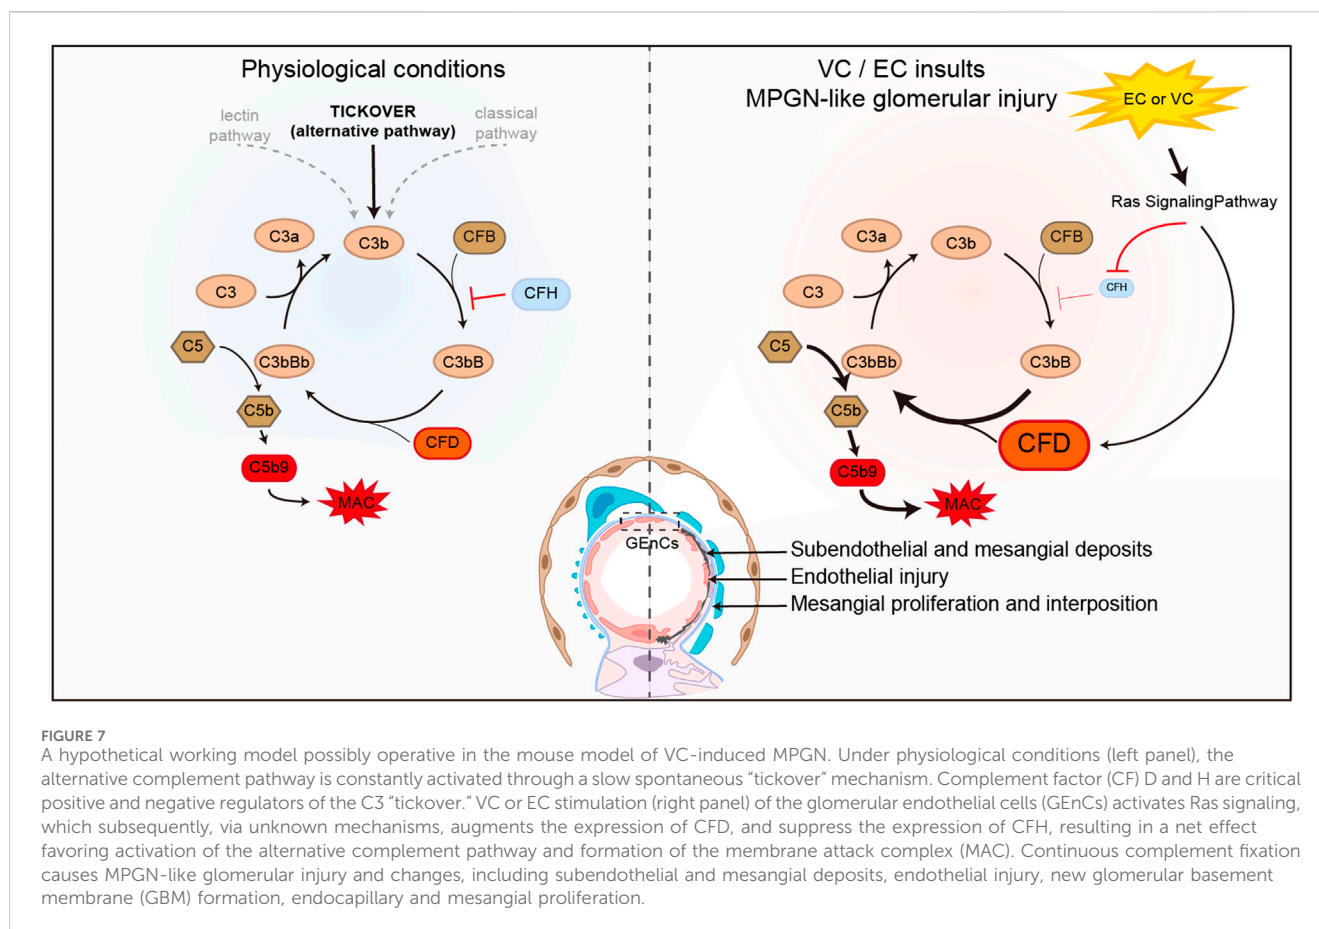 Physiological conditions
lectin
pathway
TICKOVER
(alternative pathway)
classical
pathway
C3a
C3b
CFB
C3
CFH
C5
C3bBb
C3bB
C5b
CFD
C5b9
MAC
VC / EC insults
MPGN-like glomerular injury
EC or VC
Ras SignalingPathway
C3a
C3b
CFB
C3
CFH
C5
C3bBb
C3bB
C5b
CFD
C5b9
MAC
GEnCs
Subendothelial and mesangial deposits
Endothelial injury
Mesangial proliferation and interposition
FIGURE 7
A hypothetical working model possibly operative in the mouse model of VC-induced MPGN. Under physiological conditions (left panel), the
alternative complement pathway is constantly activated through a slow spontaneous “tickover“ mechanism. Complement factor (CF) D and H are critical
positive and negative regulators of the C3 “tickover.” VC or EC stimulation (right panel) of the glomerular endothelial cells (GEnCs) activates Ras signaling,
which subsequently, via unknown mechanisms, augments the expression of CFD, and suppress the expression of CFH, resulting in a net effect
favoring activation of the alternative complement pathway and formation of the membrane attack complex (MAC). Continuous complement fixation
causes MPGN-like glomerular injury and changes, including subendothelial and mesangial deposits, endothelial injury, new glomerular basement
membrane (GBM) formation, endocapillary and mesangial proliferation.